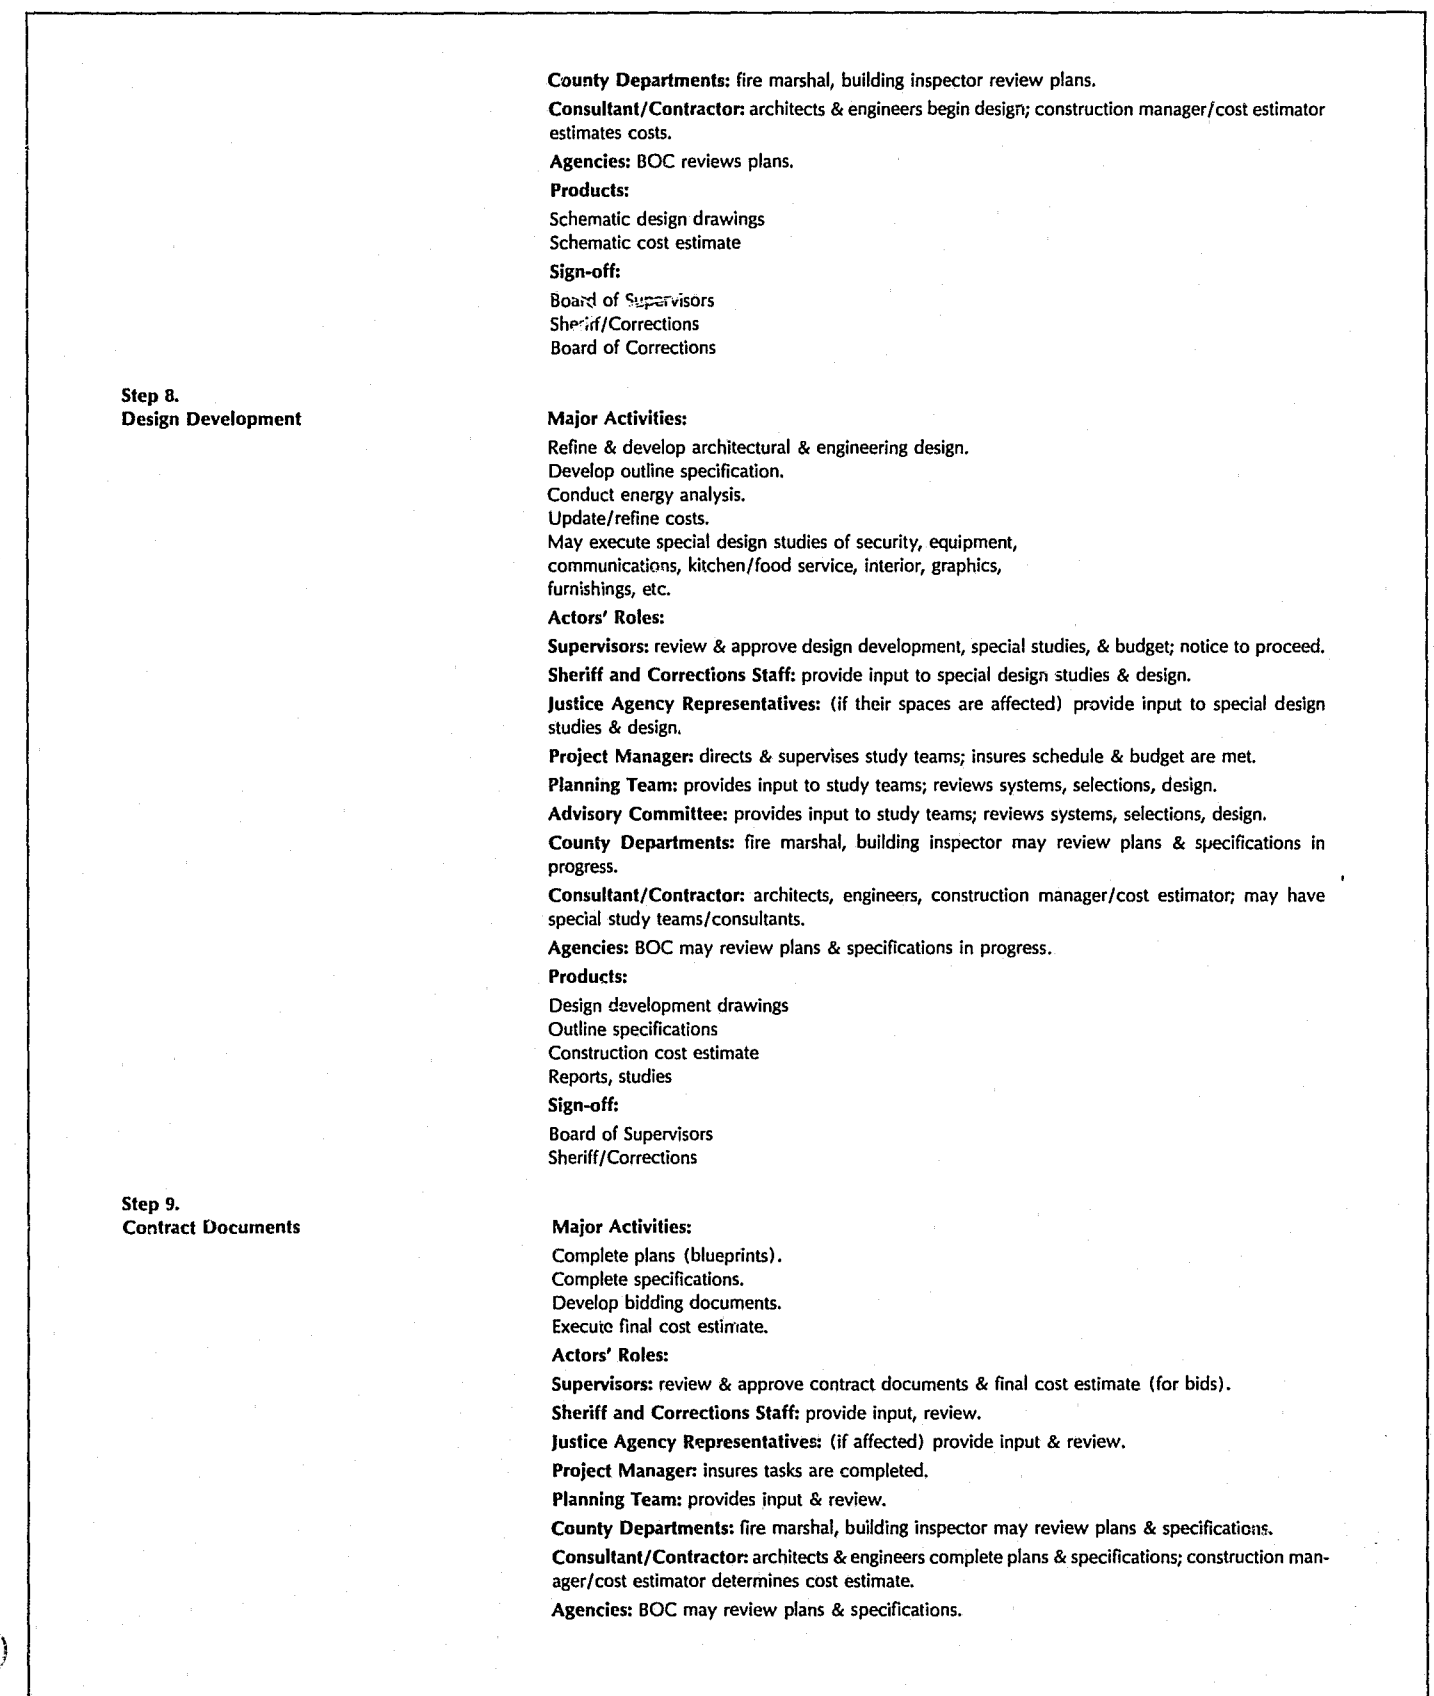 County Departments: fire marshal, building inspector review plans.
Consultant/Contractor: architects & engineers begin design; construction manager/cost estimator
estimates costs.
Agencies: BOC reviews plans.
Products:
Schematic design drawings
Schematic cost estimate
Sign-off:
Board of Supervisors
Sheriff/Corrections
Board of Corrections
Step 8.
Design Development
Major Activities:
Refine & develop architectural & engineering design.
Develop outline specification.
Conduct energy analysis.
Update/refine costs.
May execute special design studies of security, equipment,
communications, kitchen/food service, interior, graphics,
furnishings, etc.
Actors' Roles:
Supervisors: review & approve design development, special studies, & budget; notice to proceed.
Sheriff and Corrections Staff: provide input to special design studies & design.
Justice Agency Representatives: (if their spaces are affected) provide input to special design
studies & design.
Project Manager: directs & supervises study teams; insures schedule & budget are met.
Planning Team: provides input to study teams; reviews systems, selections, design.
Advisory Committee: provides input to study teams; reviews systems, selections, design.
County Departments: fire marshal, building inspector may review plans & specifications in
progress.
Consultant/Contractor: architects, engineers, construction manager/cost estimator; may have
special study teams/consultants.
Agencies: BOC may review plans & specifications in progress.
Products:
Design development drawings
Outline specifications
Construction cost estimate
Reports, studies
Sign-off:
Board of Supervisors
Sheriff/Corrections
Step 9.
Contract Documents
Major Activities:
Complete plans (blueprints).
Complete specifications.
Develop bidding documents.
Execute final cost estimate.
Actors' Roles:
Supervisors: review & approve contract documents & final cost estimate (for bids).
Sheriff and Corrections Staff: provide input, review.
Justice Agency Representatives: (if affected) provide input & review.
Project Manager: insures tasks are completed.
Planning Team: provides input & review.
County Departments: fire marshal, building inspector may review plans & specifications.
Consultant/Contractor: architects & engineers complete plans & specifications; construction man-
ager/cost estimator determines cost estimate.
Agencies: BOC may review plans & specifications.